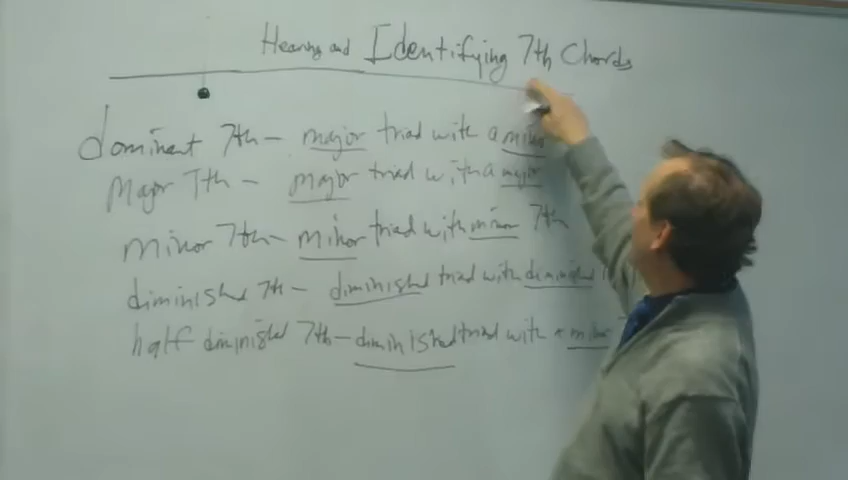 Hearing and Identifying 7th Chords
dominant 7th - major triad with a minor
Major 7th - major triad with a major
minor 7th - minor triad with minor 7th
diminished 7th - diminished triad with diminished
half diminished 7th - diminished triad with a minor